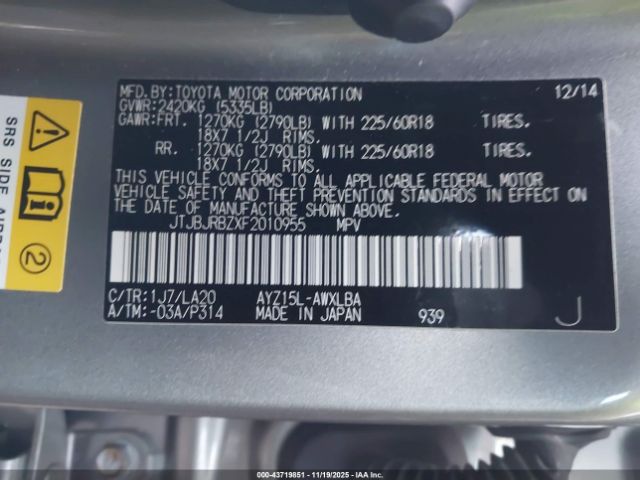 MFD.BY:TOYOTA MOTOR CORPORATION 12/14
GVWR:2420KG (5335LB)
GAWR:FRT. 1270KG (2790LB) WITH 225/60R18 TIRES.
18X7 1/2J RIMS,
RR. 1270KG (2790LB) WITH 225/60R18 TIRES.
18X7 1/2J RIMS,
THIS VEHICLE CONFORMS TO ALL APPLICABLE FEDERAL MOTOR
VEHICLE SAFETY AND THEFT PREVENTION STANDARDS IN EFFECT ON
THE DATE OF MANUFACTURE SHOWN ABOVE.
JTJBJRBZXF2010955 MPV
C/TR:1J7/LA20 AYZ15L-AWXLBA
A/TM:-03A/P314 MADE IN JAPAN 939 J
SRS SIDE
2
000-43719851 - 11/19/2025 - IAAI.com